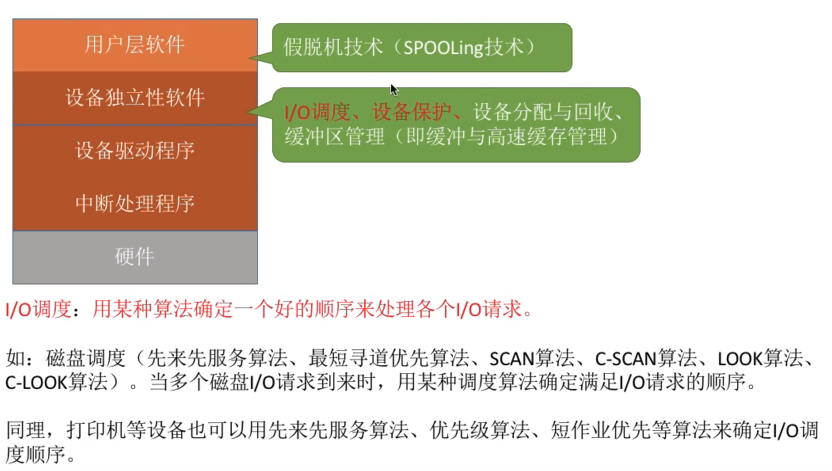 用户层软件
假脱机技术（SPOOLing技术）
设备独立性软件
I/O调度、设备保护、设备分配与回收、
缓冲区管理（即缓冲与高速缓存管理）
设备驱动程序
中断处理程序
硬件
I/O调度：用某种算法确定一个好的顺序来处理各个I/O请求。
如：磁盘调度（先来先服务算法、最短寻道优先算法、SCAN算法、C-SCAN算法、LOOK算法、
C-LOOK算法）。当多个磁盘I/O请求到来时，用某种调度算法确定满足I/O请求的顺序。
同理，打印机等设备也可以用先来先服务算法、优先级算法、短作业优先等算法来确定I/O调
度顺序。